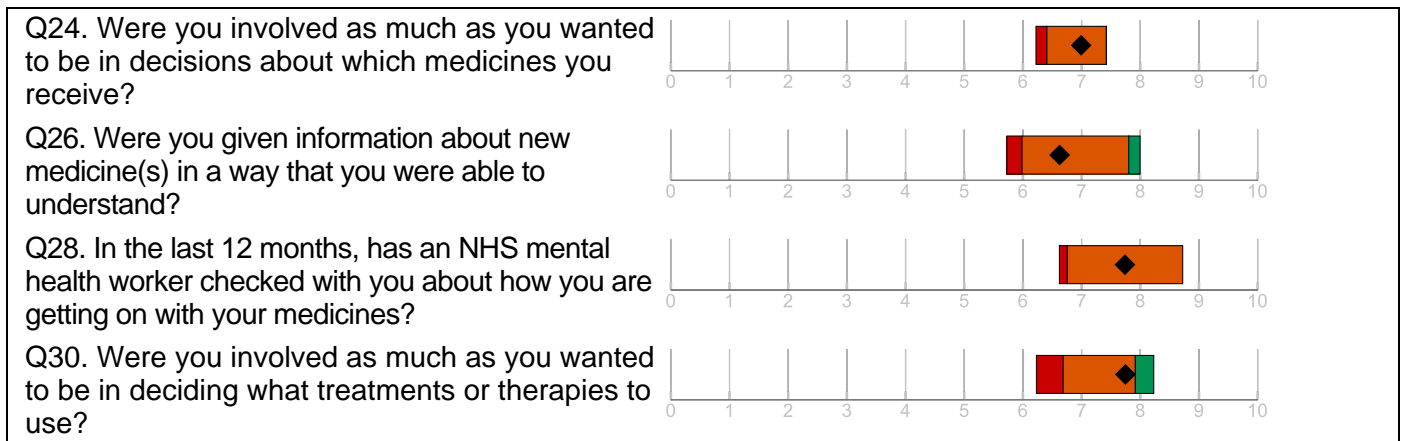 Q24. Were you involved as much as you wanted
to be in decisions about which medicines you
receive?
0 1 2 3 4 5 6 7 8 9 10
Q26. Were you given information about new
medicine(s) in a way that you were able to
understand?
0 1 2 3 4 5 6 7 8 9 10
Q28. In the last 12 months, has an NHS mental
health worker checked with you about how you are
getting on with your medicines?
0 1 2 3 4 5 6 7 8 9 10
Q30. Were you involved as much as you wanted
to be in deciding what treatments or therapies to
use?
0 1 2 3 4 5 6 7 8 9 10